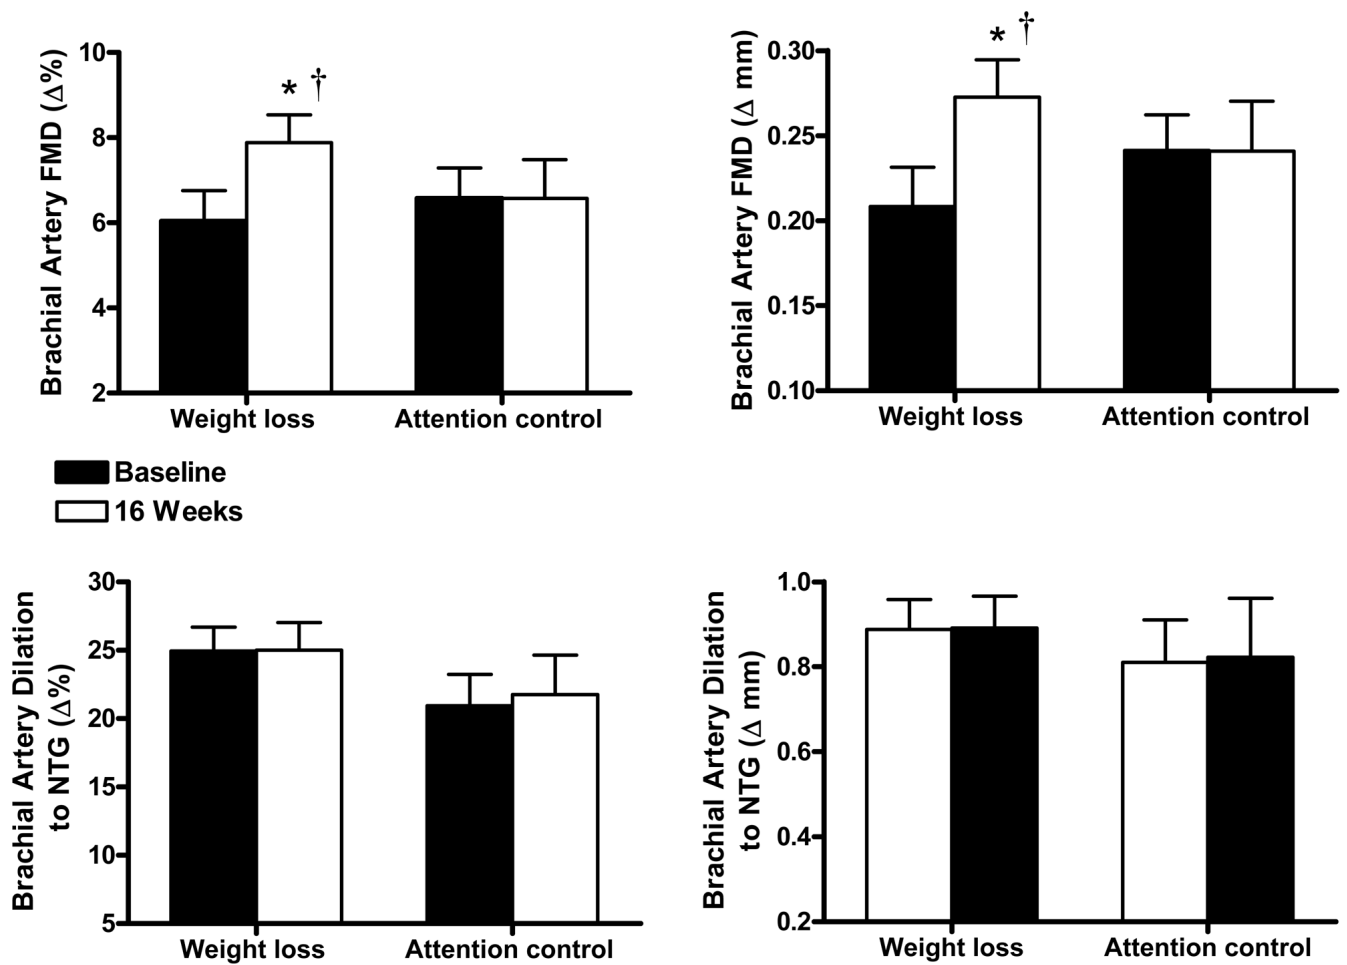 Brachial Artery FMD (Δ%)
10
8
6
4
2
* †
Weight loss
Attention control
Brachial Artery FMD (Δ mm)
0.30
0.25
0.20
0.15
0.10
* †
Weight loss
Attention control
Baseline
16 Weeks
Brachial Artery Dilation
to NTG (Δ%)
30
25
20
15
10
5
Weight loss
Attention control
Brachial Artery Dilation
to NTG (Δ mm)
1.0
0.8
0.6
0.4
0.2
Weight loss
Attention control